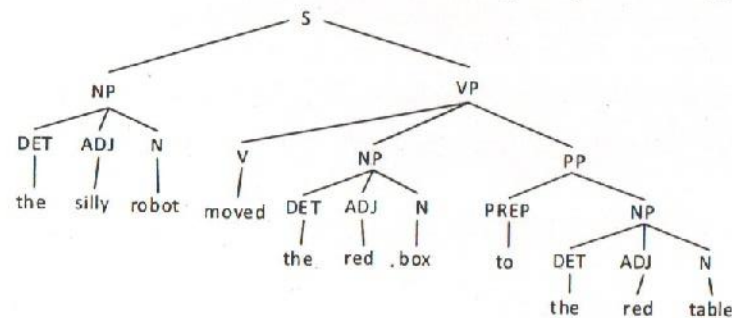 S
NP VP
DET ADJ N V NP PP
the silly robot moved DET ADJ N PREP NP
the red .box to DET ADJ N
the red table